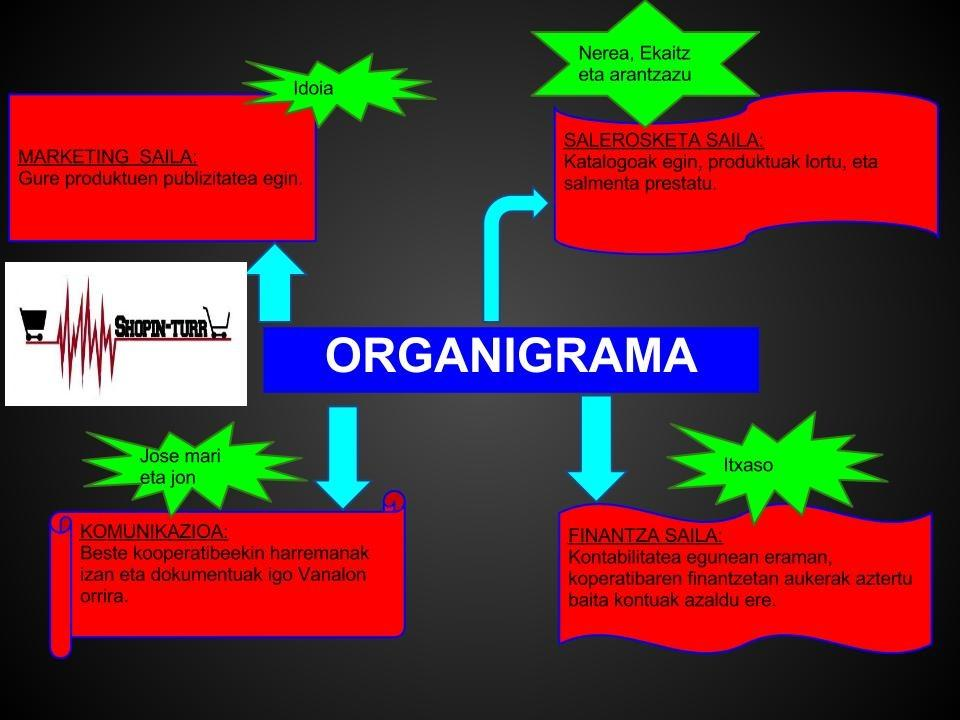 Nerea, Ekaitz
eta arantzazu
Idoia
MARKETING SAILA:
Gure produktuen publizitatea egin.
SALEROSKETA SAILA:
Katalogoak egin, produktuak lortu, eta
salmenta prestatu.
SHOPIN-TURR
ORGANIGRAMA
Jose mari
eta jon
Itxaso
KOMUNIKAZIOA:
Beste kooperatibeekin harremanak
izan eta dokumentuak igo Vanalon
orrira.
FINANTZA SAILA:
Kontabilitatea egunean eraman,
koperatibaren finantzetan aukerak aztertu
baita kontuak azaldu ere.